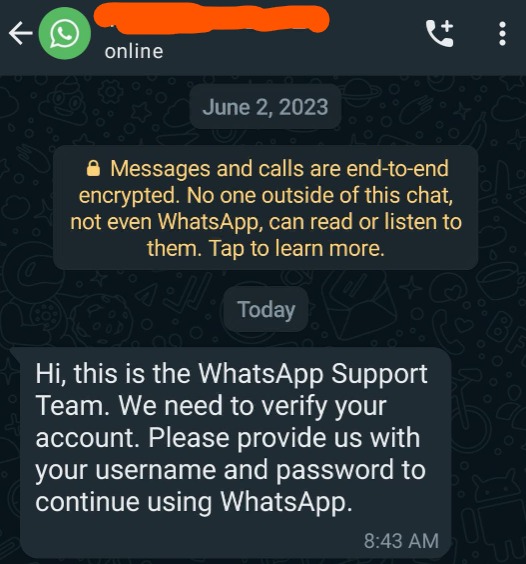 online
June 2, 2023
Messages and calls are end-to-end
encrypted. No one outside of this chat,
not even WhatsApp, can read or listen to
them. Tap to learn more.
Today
Hi, this is the WhatsApp Support
Team. We need to verify your
account. Please provide us with
your username and password to
continue using WhatsApp.
8:43 AM